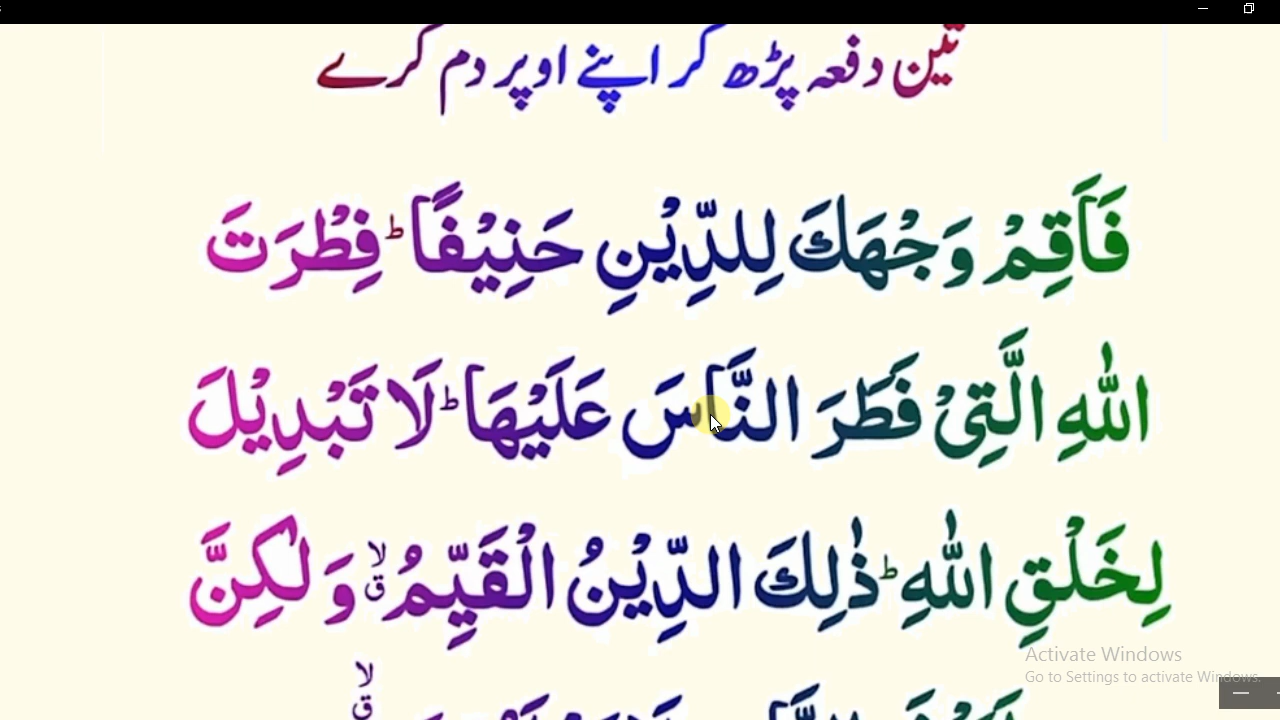 تین دفعہ پڑھ کر اپنے اوپر دم کرے
فَاَقِمْ وَجْهَكَ لِلدِّیْنِ حَنِیْفًا ؕ فِطْرَتَ
اللّٰهِ الَّتِیْ فَطَرَ النَّاسَ عَلَیْهَا ؕ لَا تَبْدِیْلَ
لِخَلْقِ اللّٰهِ ؕ ذٰلِكَ الدِّیْنُ الْقَیِّمُ ۙۗ وَ لٰكِنَّ
Activate Windows
Go to Settings to activate Windows.